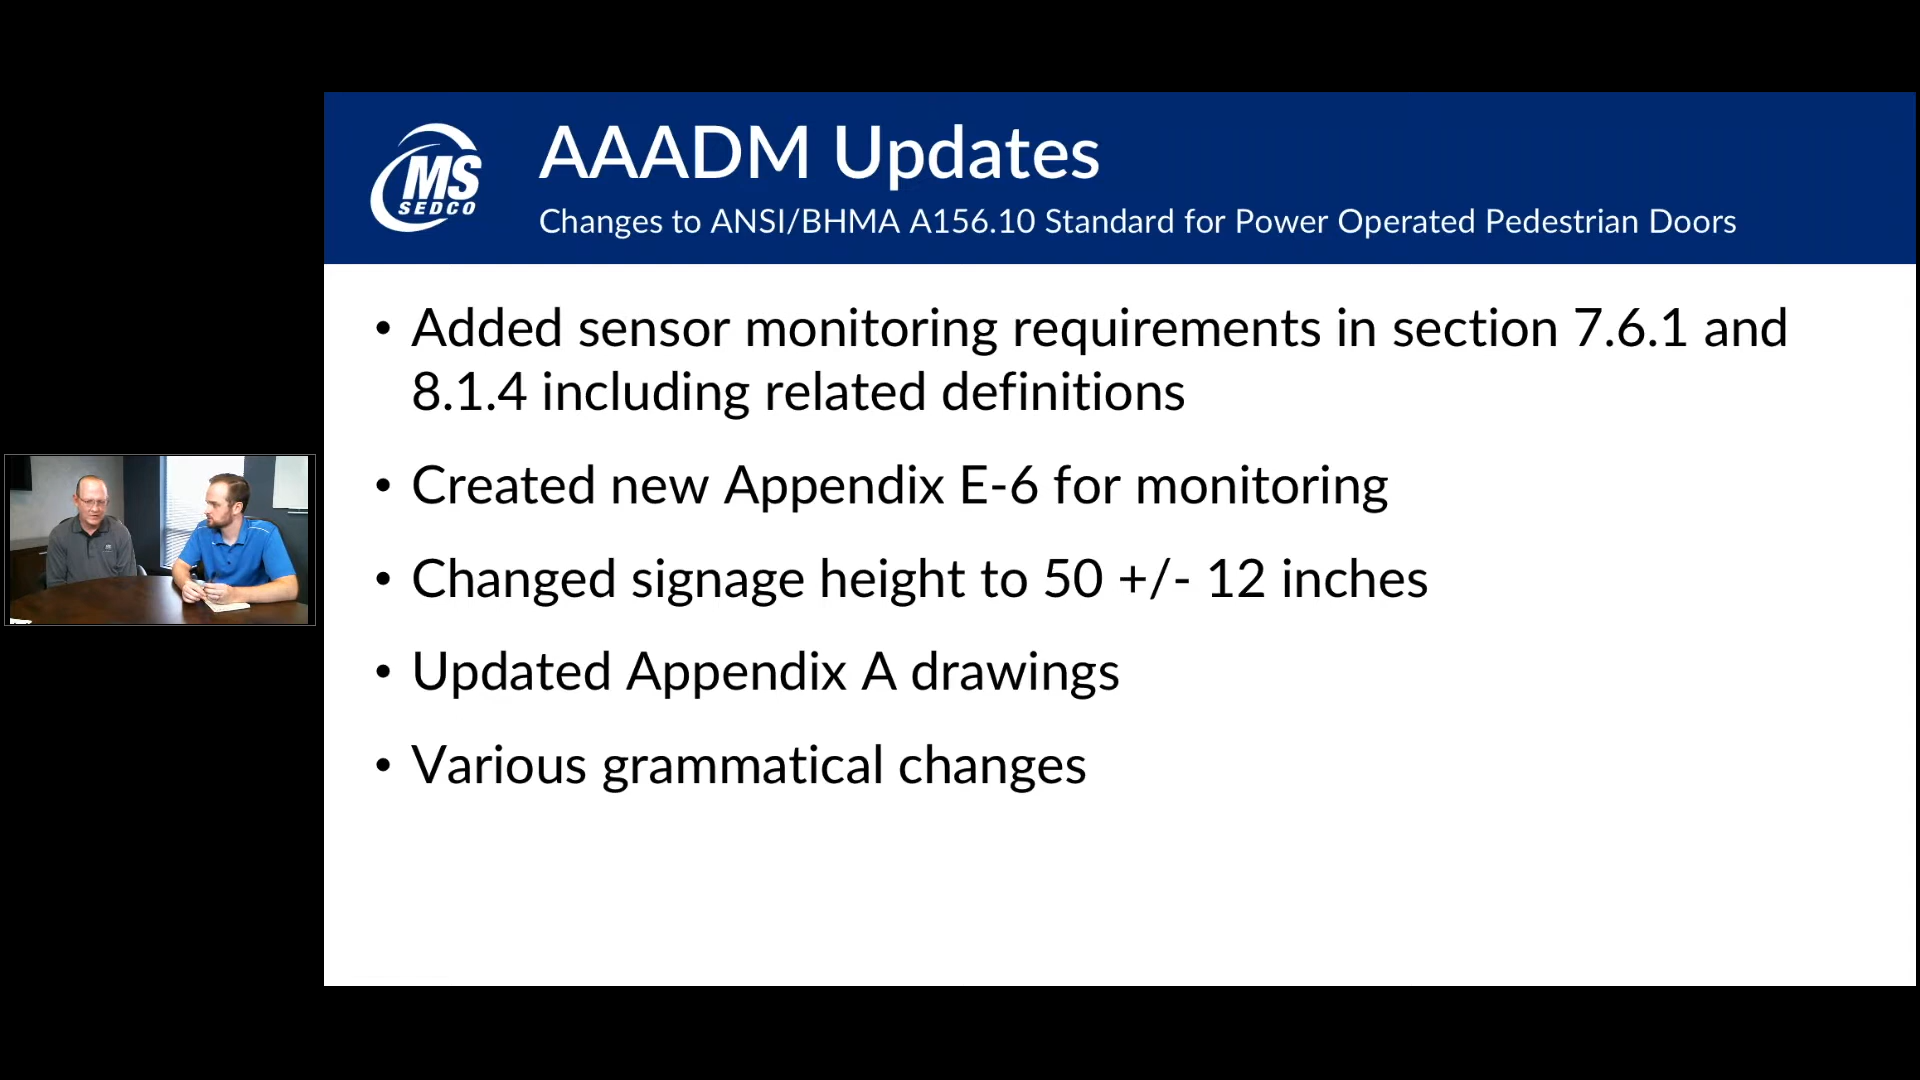 MS
SEDCO
AAADM Updates
Changes to ANSI/BHMA A156.10 Standard for Power Operated Pedestrian Doors
• Added sensor monitoring requirements in section 7.6.1 and
8.1.4 including related definitions
• Created new Appendix E-6 for monitoring
• Changed signage height to 50 +/- 12 inches
• Updated Appendix A drawings
• Various grammatical changes